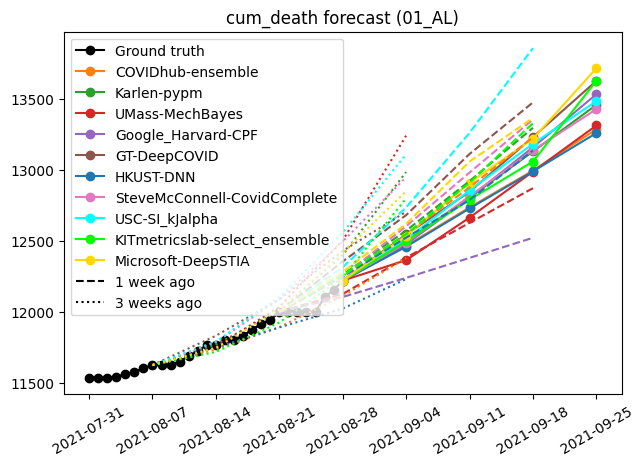 cum_death forecast (01_AL)
Ground truth
COVIDhub-ensemble
Karlen-pypm
UMass-MechBayes
Google_Harvard-CPF
GT-DeepCOVID
HKUST-DNN
SteveMcConnell-CovidComplete
USC-SI_kJalpha
KITmetricslab-select_ensemble
Microsoft-DeepSTIA
1 week ago
3 weeks ago
13500
13000
12500
12000
11500
2021-07-31
2021-08-07
2021-08-14
2021-08-21
2021-08-28
2021-09-04
2021-09-11
2021-09-18
2021-09-25